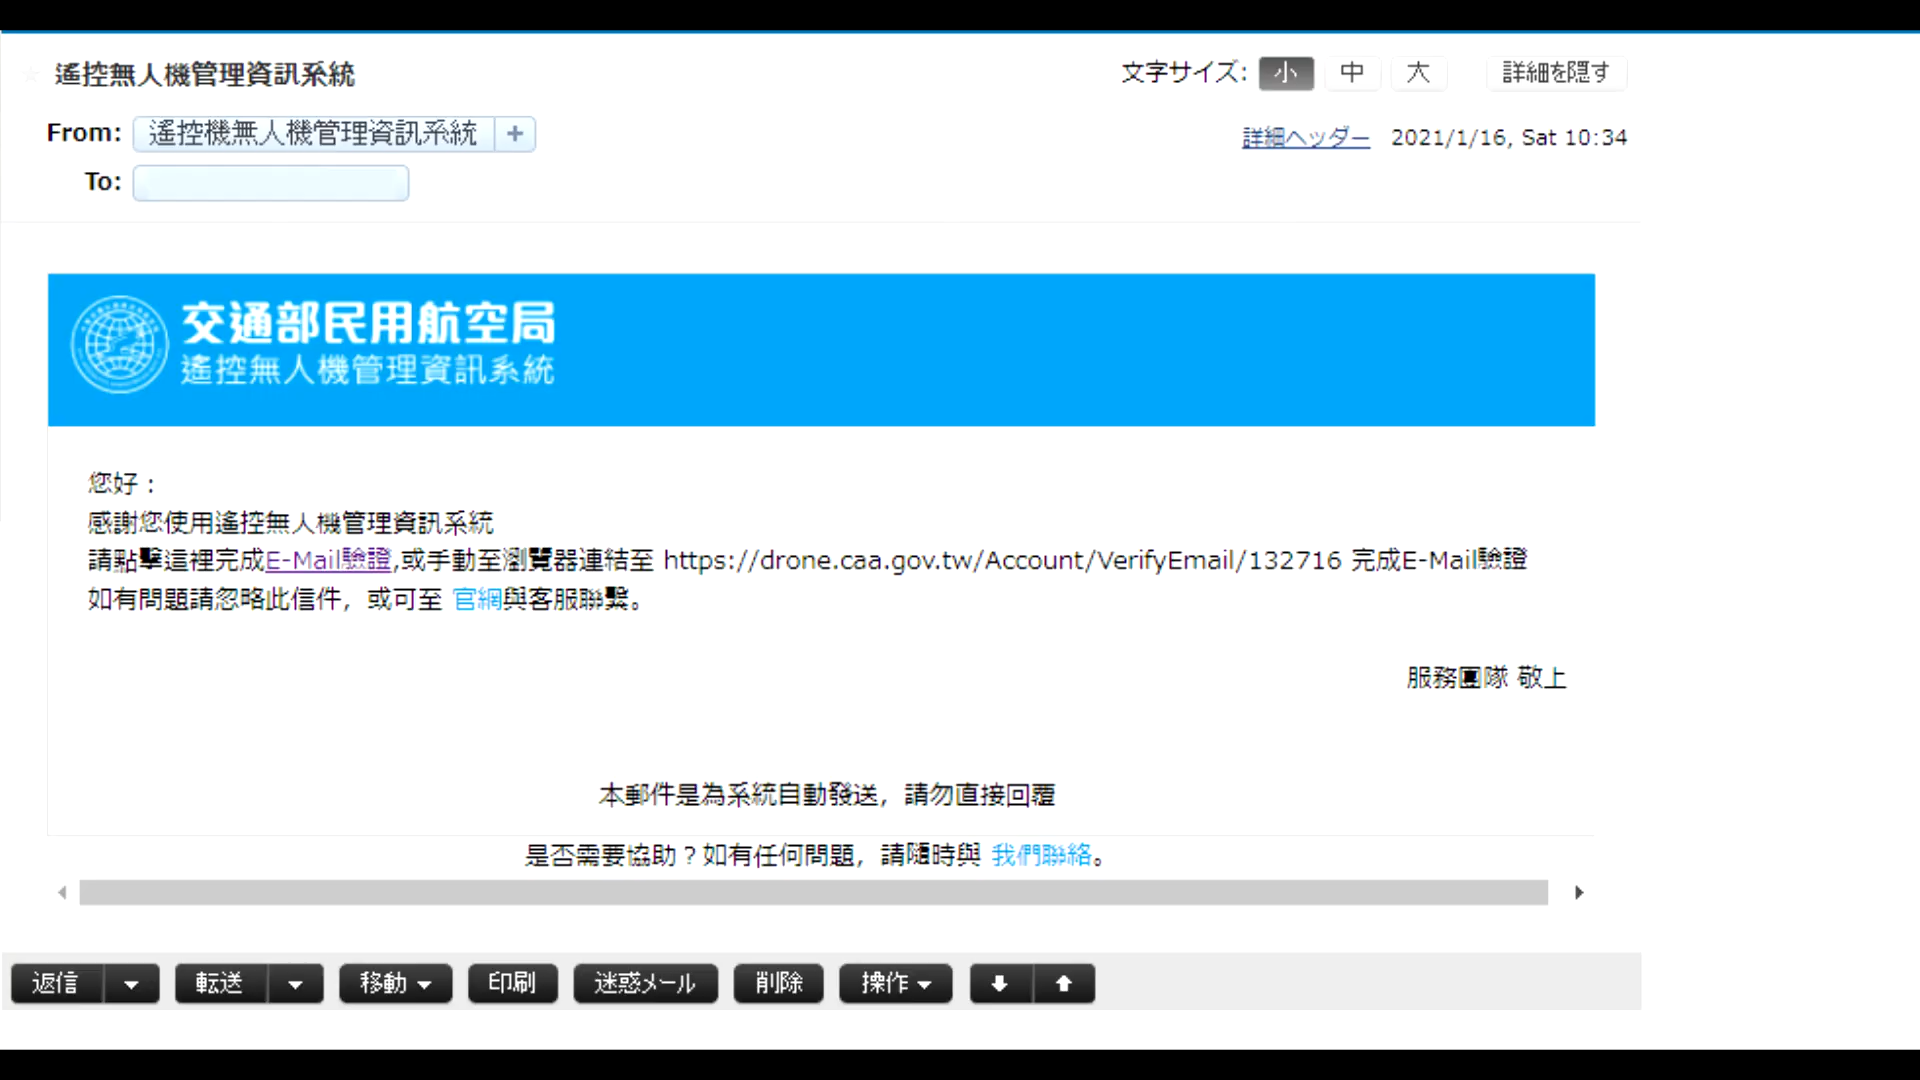 遙控無人機管理資訊系統
文字サイズ: 小 中 大 詳細を隠す
From: 遙控機無人機管理資訊系統 +
詳細ヘッダー 2021/1/16, Sat 10:34
To:
交通部民用航空局
遙控無人機管理資訊系統
您好：
感謝您使用遙控無人機管理資訊系統
請點擊這裡完成E-Mail驗證,或手動至瀏覽器連結至 https://drone.caa.gov.tw/Account/VerifyEmail/132716 完成E-Mail驗證
如有問題請忽略此信件，或可至 官網與客服聯繫。
服務團隊 敬上
本郵件是為系統自動發送，請勿直接回覆
是否需要協助？如有任何問題，請隨時與 我們聯絡。
返信 転送 移動 印刷 迷惑メール 削除 操作